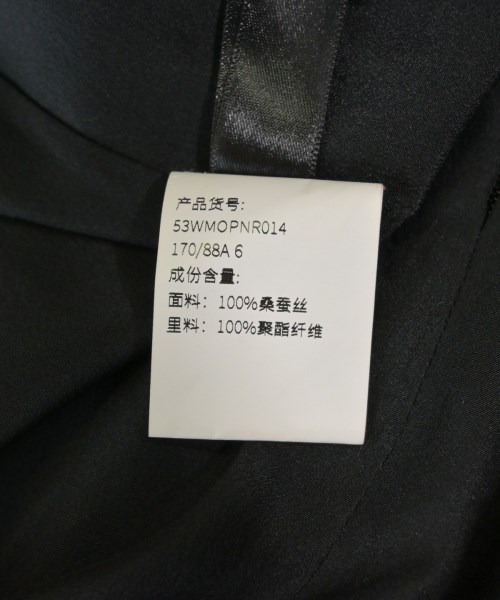 产品货号:
53WMOPNR014
170/88A 6
成份含量:
面料: 100%桑蚕丝
里料: 100%聚酯纤维